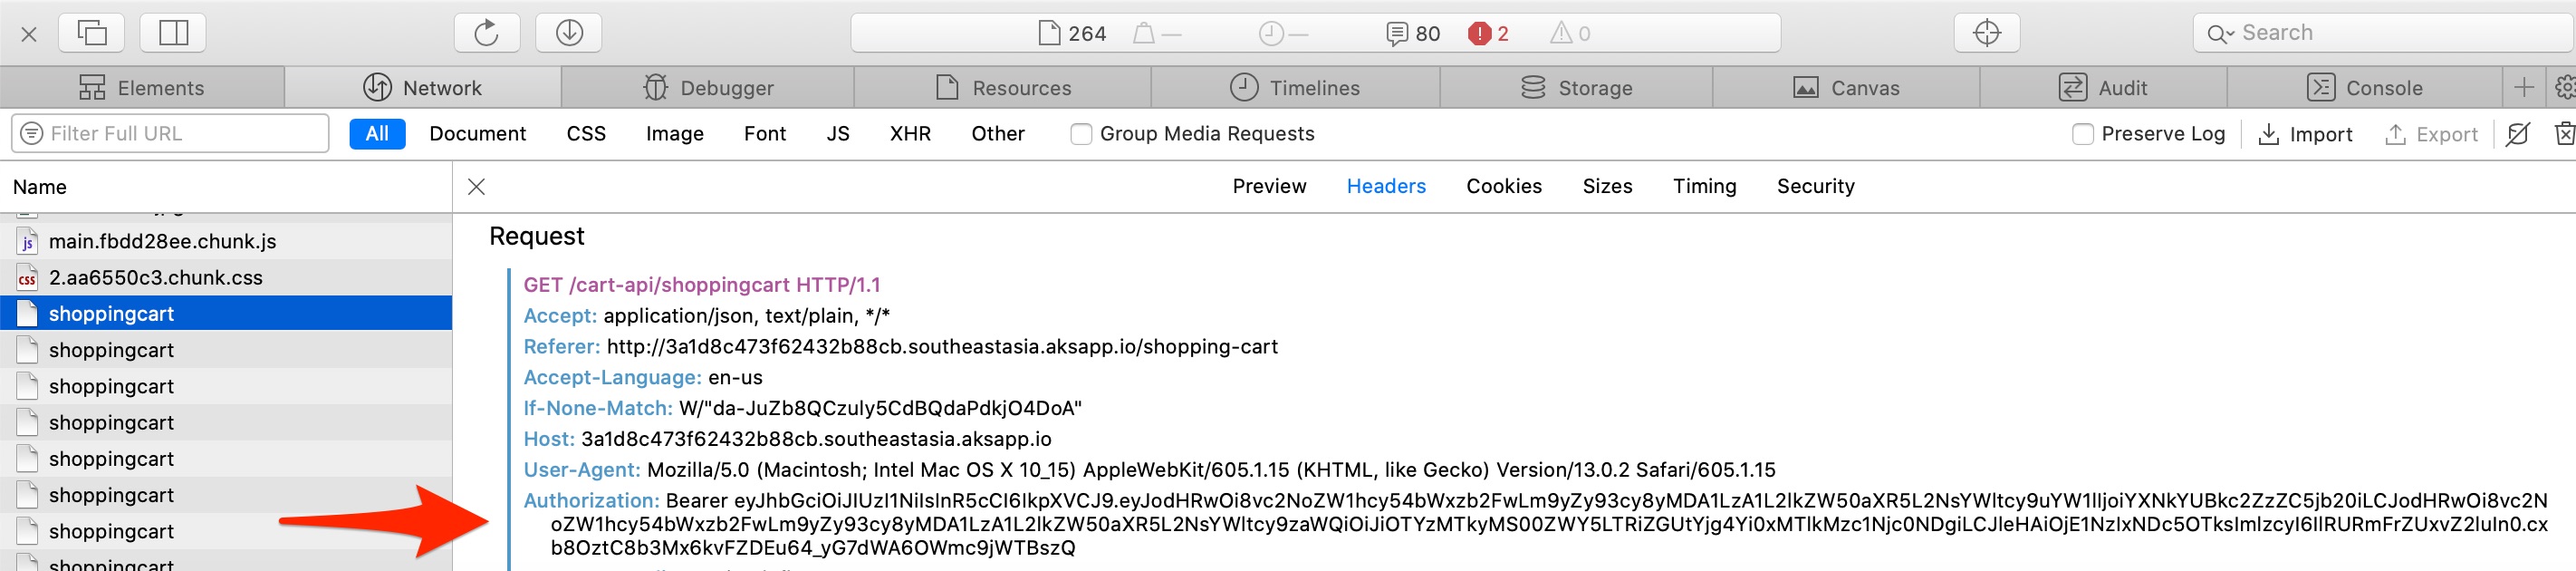 264 — — 80 2 0 Search
Elements Network Debugger Resources Timelines Storage Canvas Audit Console
Filter Full URL All Document CSS Image Font JS XHR Other Group Media Requests Preserve Log Import Export
Name
Preview Headers Cookies Sizes Timing Security
main.fbdd28ee.chunk.js
2.aa6550c3.chunk.css
shoppingcart
shoppingcart
shoppingcart
shoppingcart
shoppingcart
shoppingcart
shoppingcart
shoppingcart
Request
GET /cart-api/shoppingcart HTTP/1.1
Accept: application/json, text/plain, */*
Referer: http://3a1d8c473f62432b88cb.southeastasia.aksapp.io/shopping-cart
Accept-Language: en-us
If-None-Match: W/"da-JuZb8QCzuly5CdBQdaPdkjO4DoA"
Host: 3a1d8c473f62432b88cb.southeastasia.aksapp.io
User-Agent: Mozilla/5.0 (Macintosh; Intel Mac OS X 10_15) AppleWebKit/605.1.15 (KHTML, like Gecko) Version/13.0.2 Safari/605.1.15
Authorization: Bearer eyJhbGciOiJIUzI1NiIsInR5cCI6IkpXVCJ9.eyJodHRwOi8vc2NoZW1hcy54bWxzb2FwLm9yZy93cy8yMDA1LzA1L2lkZW50aXR5L2NsYWltcy9uYW1lIjoiYXNkYUBkc2ZzZC5jb20iLCJodHRwOi8vc2N
oZW1hcy54bWxzb2FwLm9yZy93cy8yMDA1LzA1L2lkZW50aXR5L2NsYWltcy9zaWQiOiJiOTYzMTkyMS00ZWY5LTRiZGUtYjg4Yi0xMTlkMzc1Njc0NDgiLCJleHAiOjE1NzIxNDc5OTksImlzcyI6IlRURmFrZUxvZ2luIn0.cx
b8OztC8b3Mx6kvFZDEu64_yG7dWA6OWmc9jWTBszQ